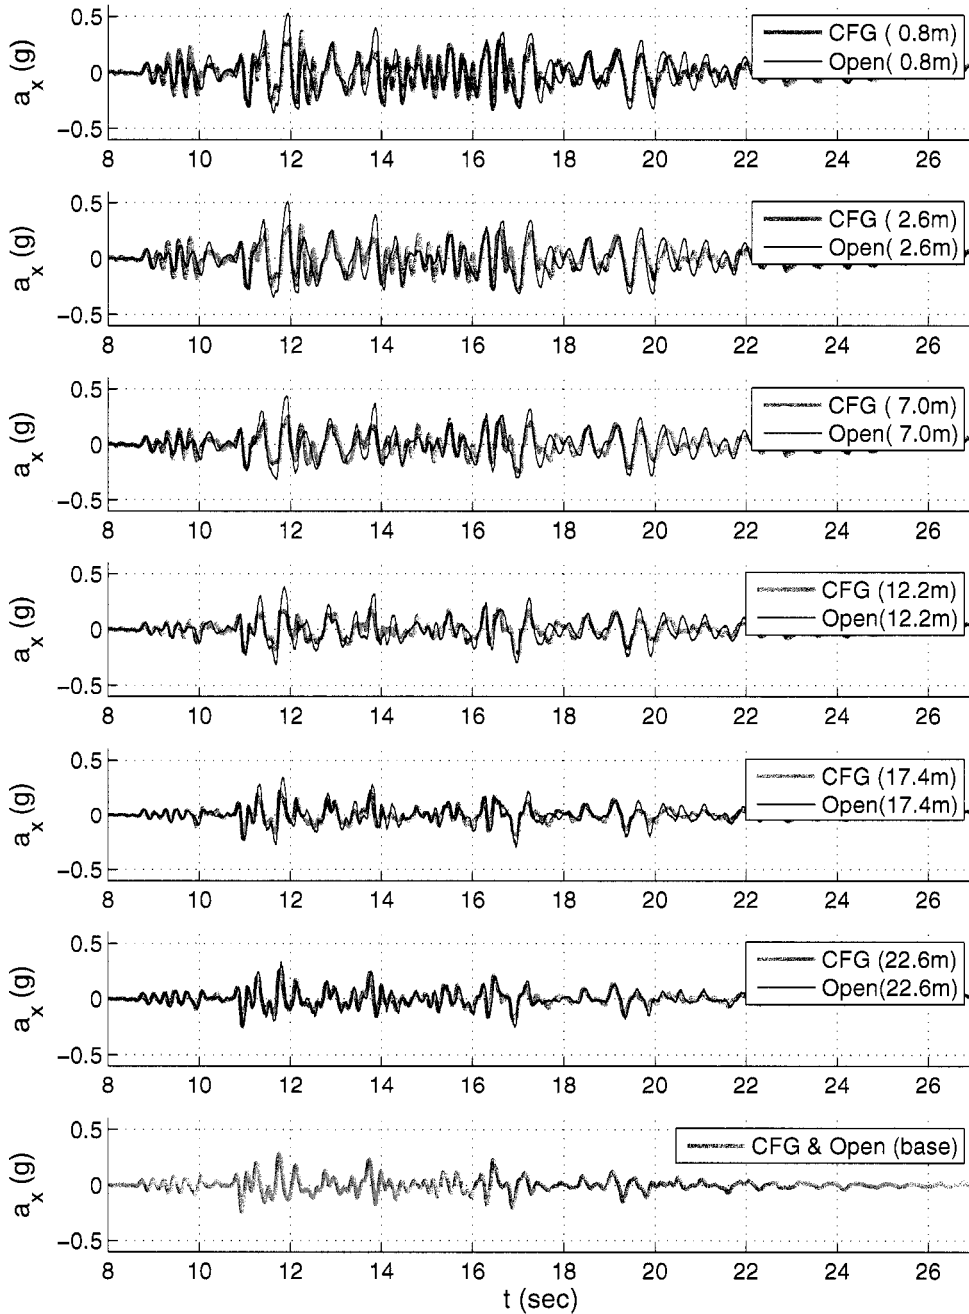 0.5
0
−0.5
a_x (g)
CFG ( 0.8m)
Open( 0.8m)
8 10 12 14 16 18 20 22 24 26
0.5
0
−0.5
a_x (g)
CFG ( 2.6m)
Open( 2.6m)
8 10 12 14 16 18 20 22 24 26
0.5
0
−0.5
a_x (g)
CFG ( 7.0m)
Open( 7.0m)
8 10 12 14 16 18 20 22 24 26
0.5
0
−0.5
a_x (g)
CFG (12.2m)
Open(12.2m)
8 10 12 14 16 18 20 22 24 26
0.5
0
−0.5
a_x (g)
CFG (17.4m)
Open(17.4m)
8 10 12 14 16 18 20 22 24 26
0.5
0
−0.5
a_x (g)
CFG (22.6m)
Open(22.6m)
8 10 12 14 16 18 20 22 24 26
0.5
0
−0.5
a_x (g)
CFG & Open (base)
8 10 12 14 16 18 20 22 24 26
t (sec)